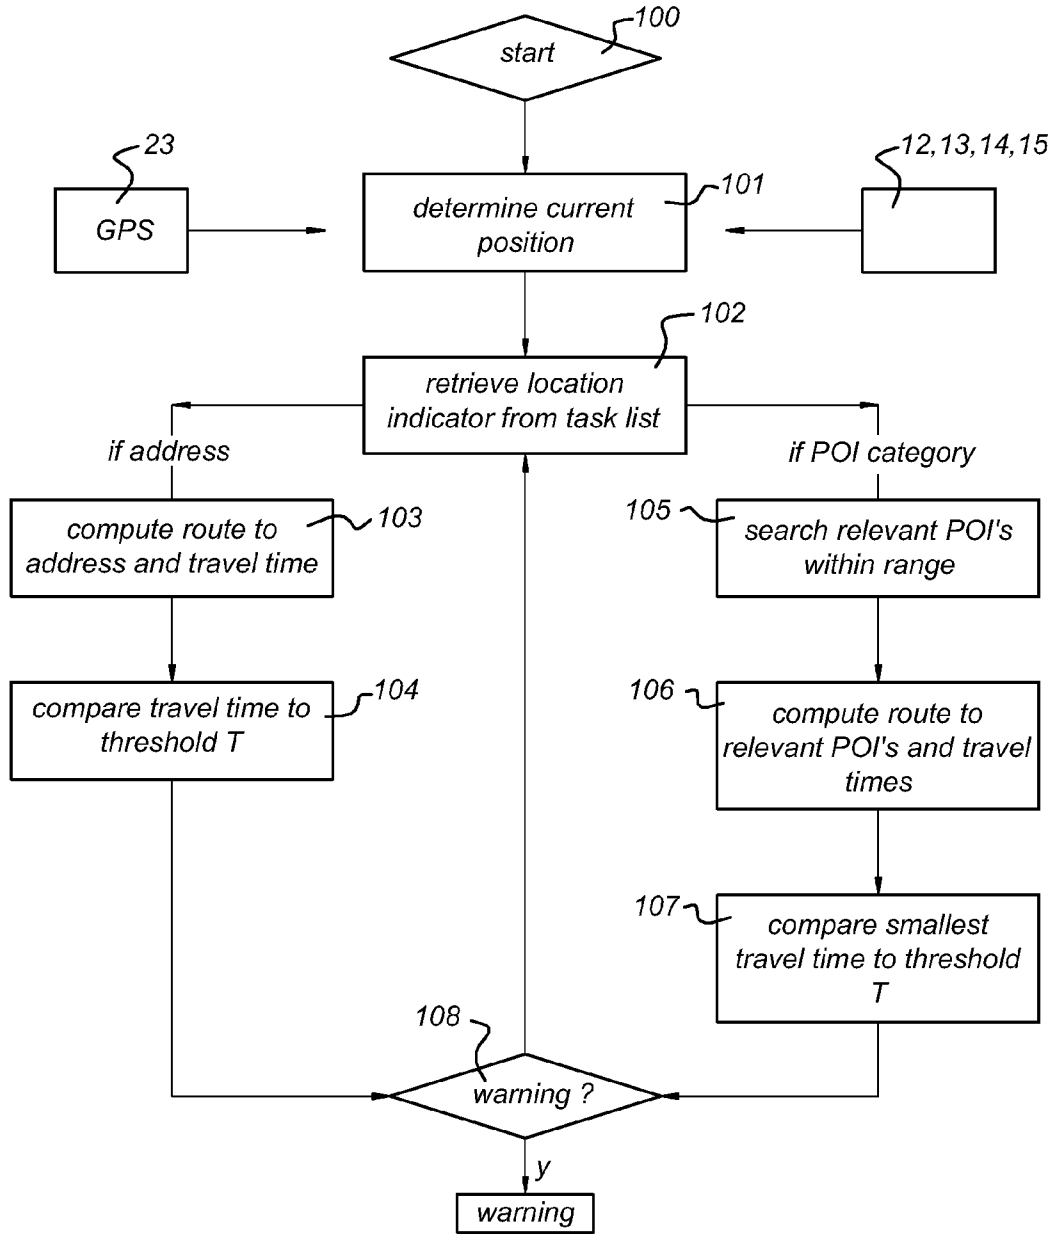 100
start
23
12,13,14,15
101
GPS
determine current
position
102
retrieve location
indicator from task list
if address
if POI category
103
compute route to
address and travel time
105
search relevant POI's
within range
104
compare travel time to
threshold T
106
compute route to
relevant POI's and travel
times
107
compare smallest
travel time to threshold
T
108
warning ?
y
warning